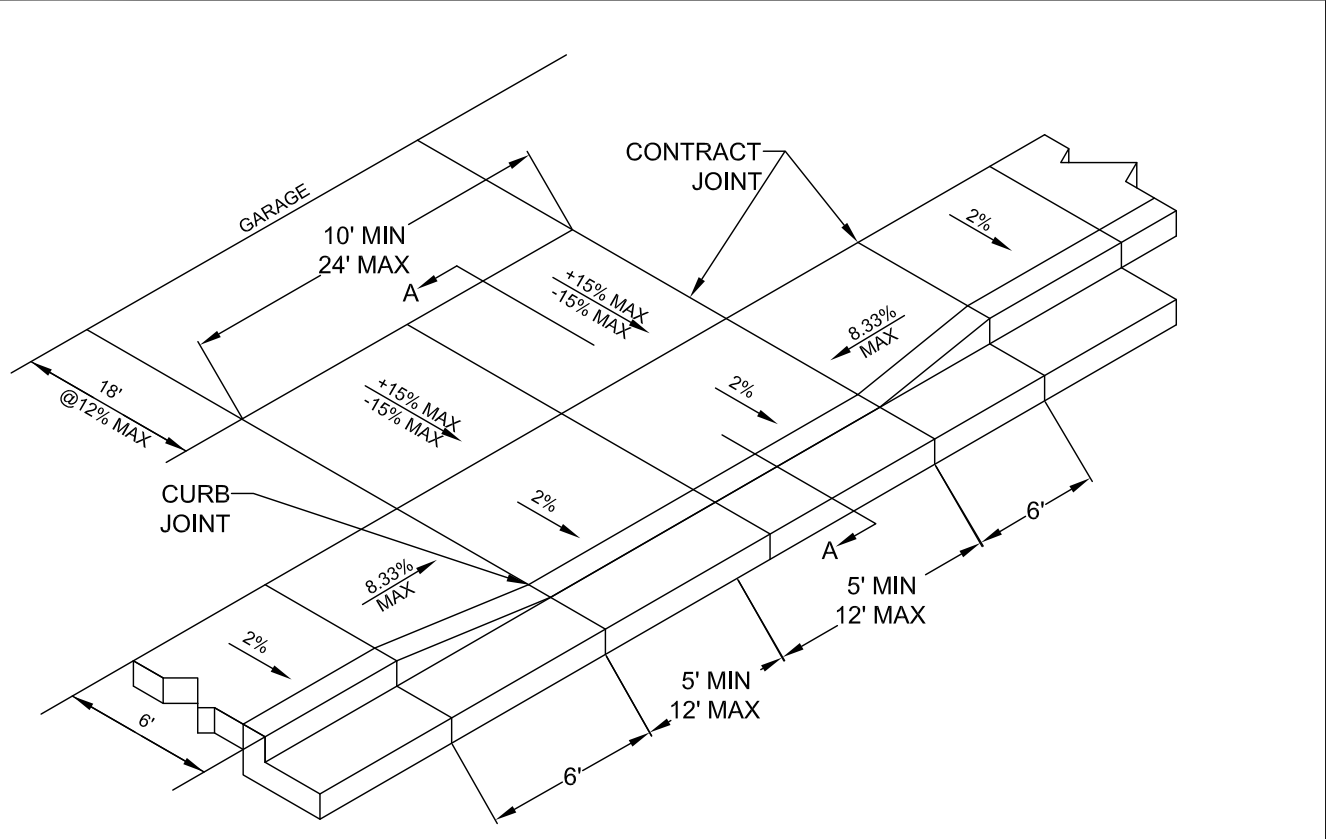 CONTRACT
JOINT
GARAGE
10' MIN
24' MAX
A
2%
+15% MAX
-15% MAX
8.33%
MAX
18'
@12% MAX
+15% MAX
-15% MAX
2%
CURB
JOINT
2%
A
6'
8.33%
MAX
5' MIN
12' MAX
2%
5' MIN
12' MAX
6'
6'